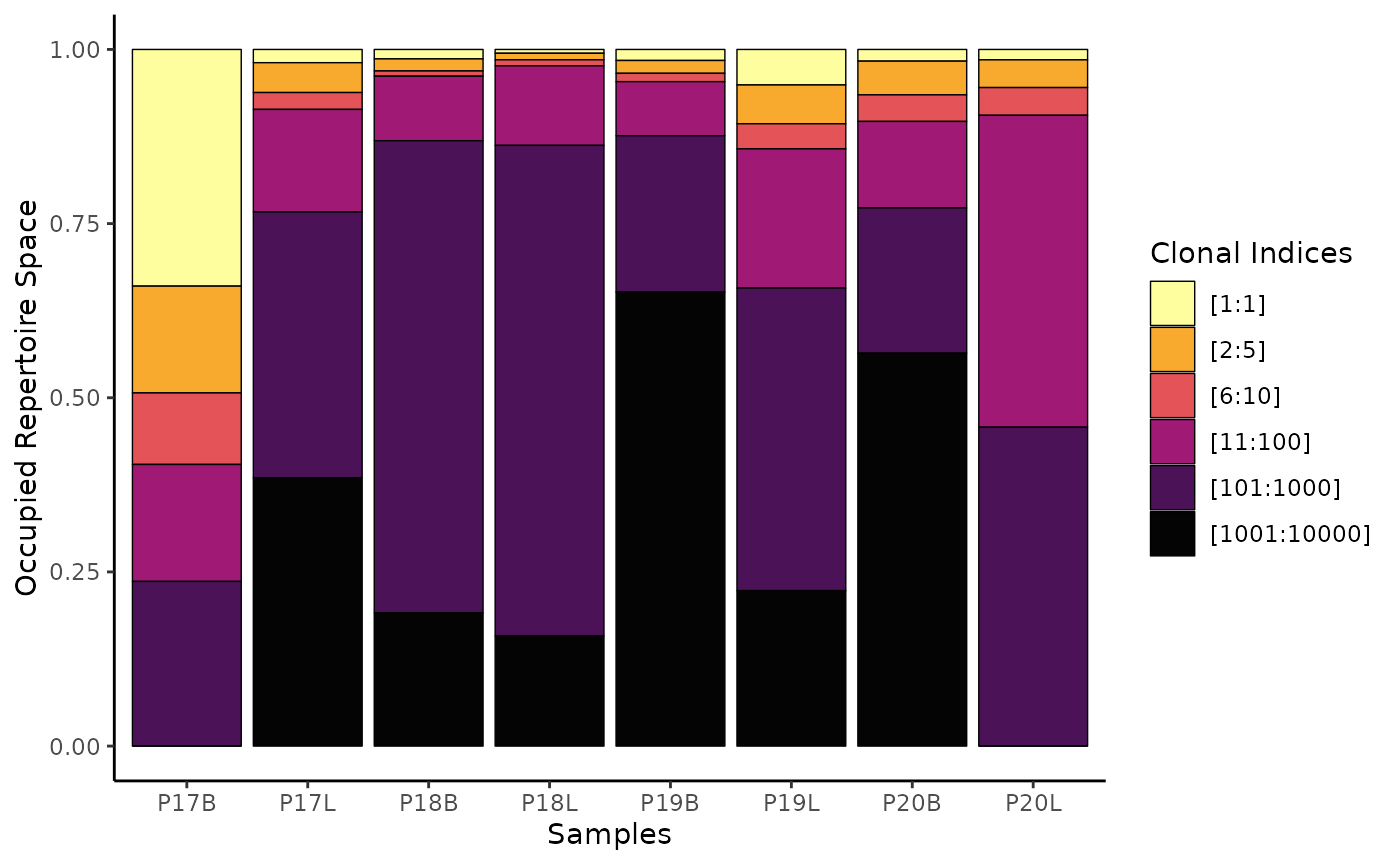 Occupied Repertoire Space
1.00
0.75
0.50
0.25
0.00
P17B P17L P18B P18L P19B P19L P20B P20L
Samples
Clonal Indices
[1:1]
[2:5]
[6:10]
[11:100]
[101:1000]
[1001:10000]